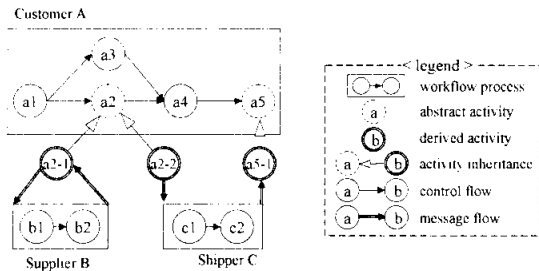 Customer A
a3
a1
a2
a4
a5
a2-1
a2-2
a5-1
b1
b2
c1
c2
Supplier B
Shipper C
< legend >
workflow process
a
abstract activity
b
derived activity
a
b
activity inheritance
a
b
control flow
a
b
message flow